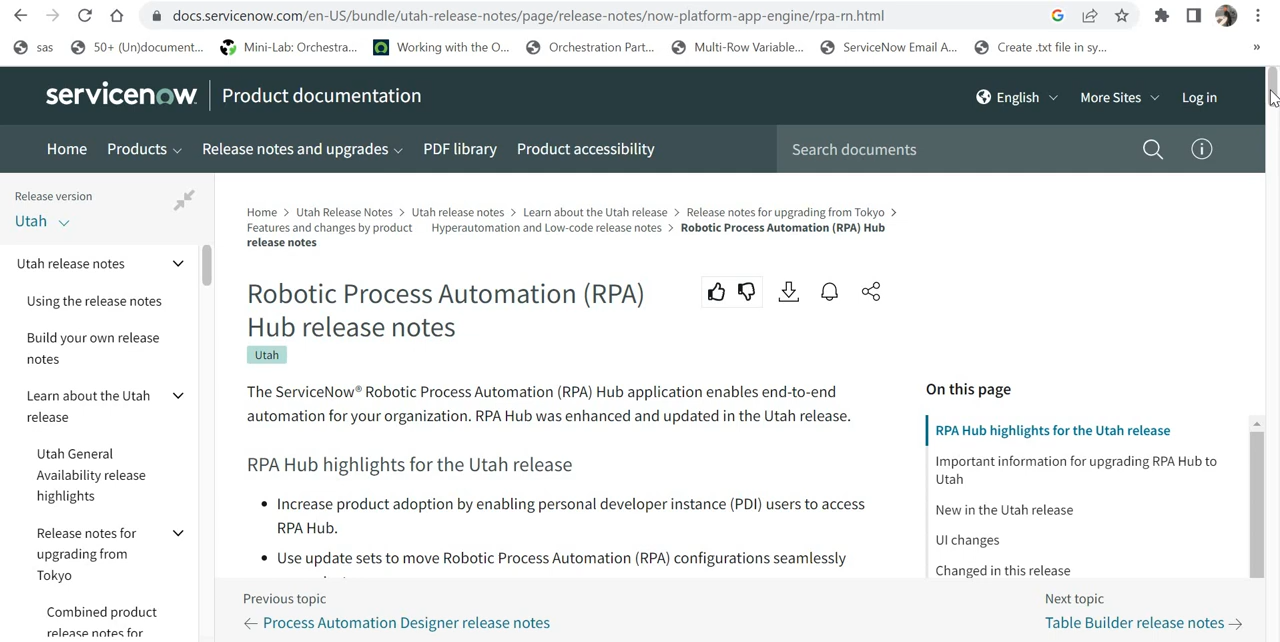 docs.servicenow.com/en-US/bundle/utah-release-notes/page/release-notes/now-platform-app-engine/rpa-rn.html
sas
50+ (Un)document...
Mini-Lab: Orchestra...
Working with the O...
Orchestration Part...
Multi-Row Variable...
ServiceNow Email A...
Create .txt file in sy...
»
servicenow
Product documentation
English
More Sites
Log in
Home
Products
Release notes and upgrades
PDF library
Product accessibility
Search documents
Release version
Utah
Utah release notes
Using the release notes
Build your own release
notes
Learn about the Utah
release
Utah General
Availability release
highlights
Release notes for
upgrading from
Tokyo
Combined product
release notes for
Home > Utah Release Notes > Utah release notes > Learn about the Utah release > Release notes for upgrading from Tokyo >
Features and changes by product Hyperautomation and Low-code release notes > Robotic Process Automation (RPA) Hub
release notes
Robotic Process Automation (RPA)
Hub release notes
Utah
The ServiceNow® Robotic Process Automation (RPA) Hub application enables end-to-end
automation for your organization. RPA Hub was enhanced and updated in the Utah release.
RPA Hub highlights for the Utah release
• Increase product adoption by enabling personal developer instance (PDI) users to access
RPA Hub.
• Use update sets to move Robotic Process Automation (RPA) configurations seamlessly
On this page
RPA Hub highlights for the Utah release
Important information for upgrading RPA Hub to
Utah
New in the Utah release
UI changes
Changed in this release
Previous topic
← Process Automation Designer release notes
Next topic
Table Builder release notes →